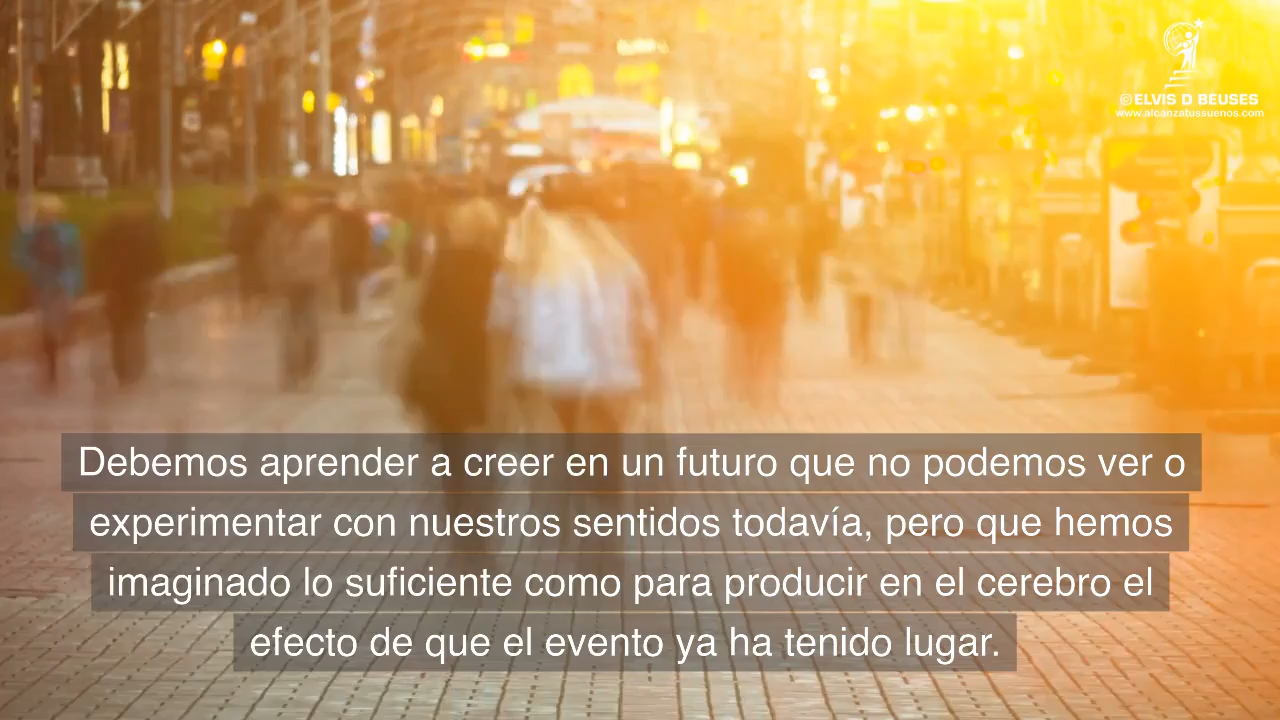 ©ELVIS D BEUSES
www.alcanzatussuenos.com
Debemos aprender a creer en un futuro que no podemos ver o
experimentar con nuestros sentidos todavía, pero que hemos
imaginado lo suficiente como para producir en el cerebro el
efecto de que el evento ya ha tenido lugar.